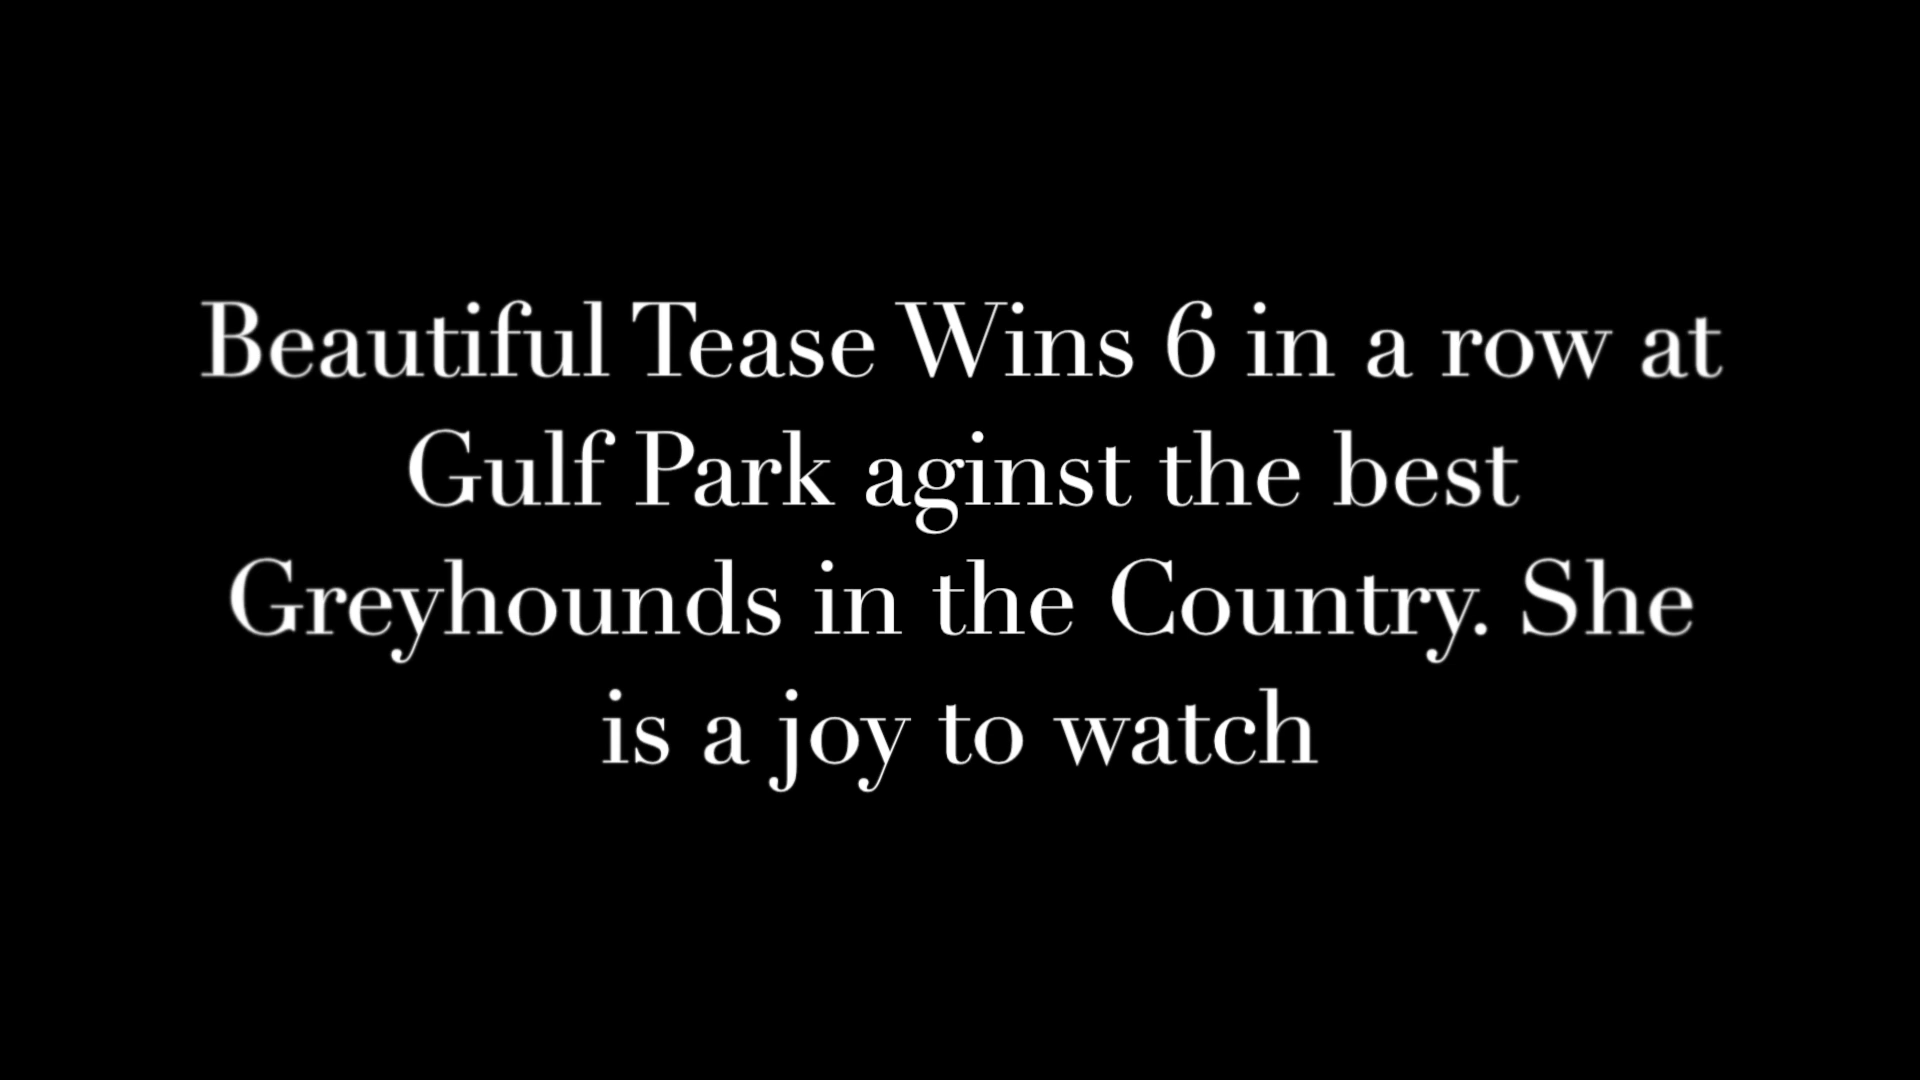 Beautiful Tease Wins 6 in a row at
Gulf Park aginst the best
Greyhounds in the Country. She
is a joy to watch